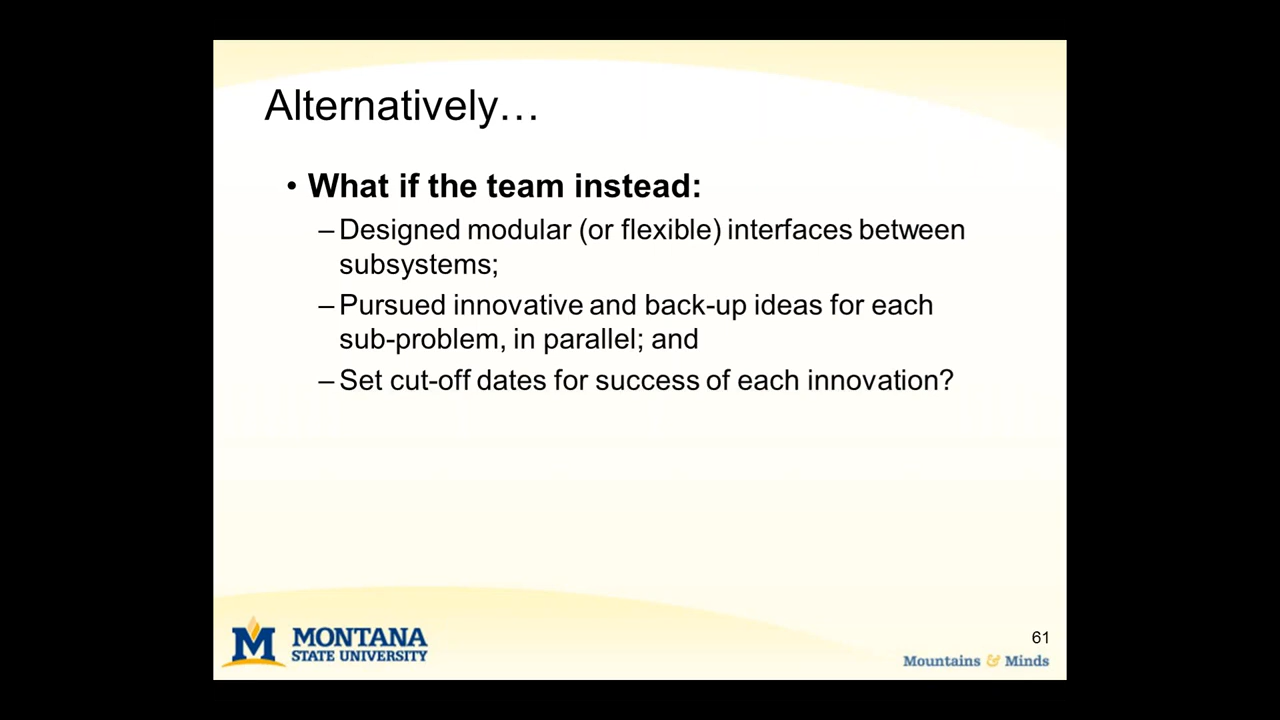 Alternatively…
• What if the team instead:
– Designed modular (or flexible) interfaces between
subsystems;
– Pursued innovative and back-up ideas for each
sub-problem, in parallel; and
– Set cut-off dates for success of each innovation?
M MONTANA
STATE UNIVERSITY
61
Mountains & Minds